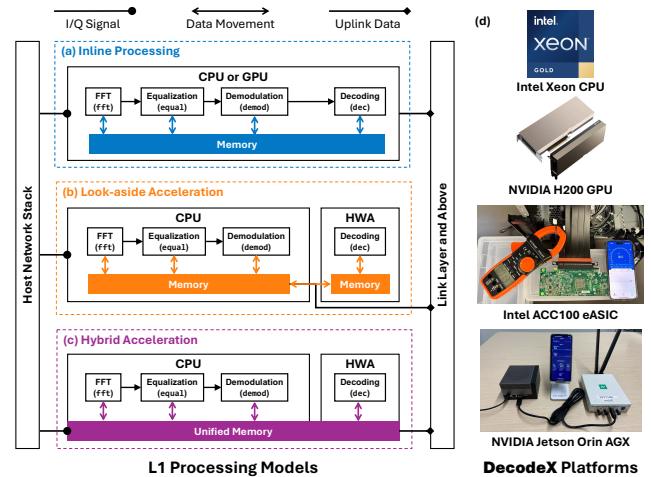 I/Q Signal
Data Movement
Uplink Data
(a) Inline Processing
CPU or GPU
FFT
(fft)
Equalization
(equal)
Demodulation
(demod)
Decoding
(dec)
Memory
(b) Look-aside Acceleration
CPU
HWA
FFT
(fft)
Equalization
(equal)
Demodulation
(demod)
Decoding
(dec)
Memory
Memory
(c) Hybrid Acceleration
CPU
HWA
FFT
(fft)
Equalization
(equal)
Demodulation
(demod)
Decoding
(dec)
Unified Memory
Host Network Stack
Link Layer and Above
L1 Processing Models
(d)
intel.
XEON
GOLD
Intel Xeon CPU
NVIDIA H200 GPU
Intel ACC100 eASIC
NVIDIA Jetson Orin AGX
DecodeX Platforms